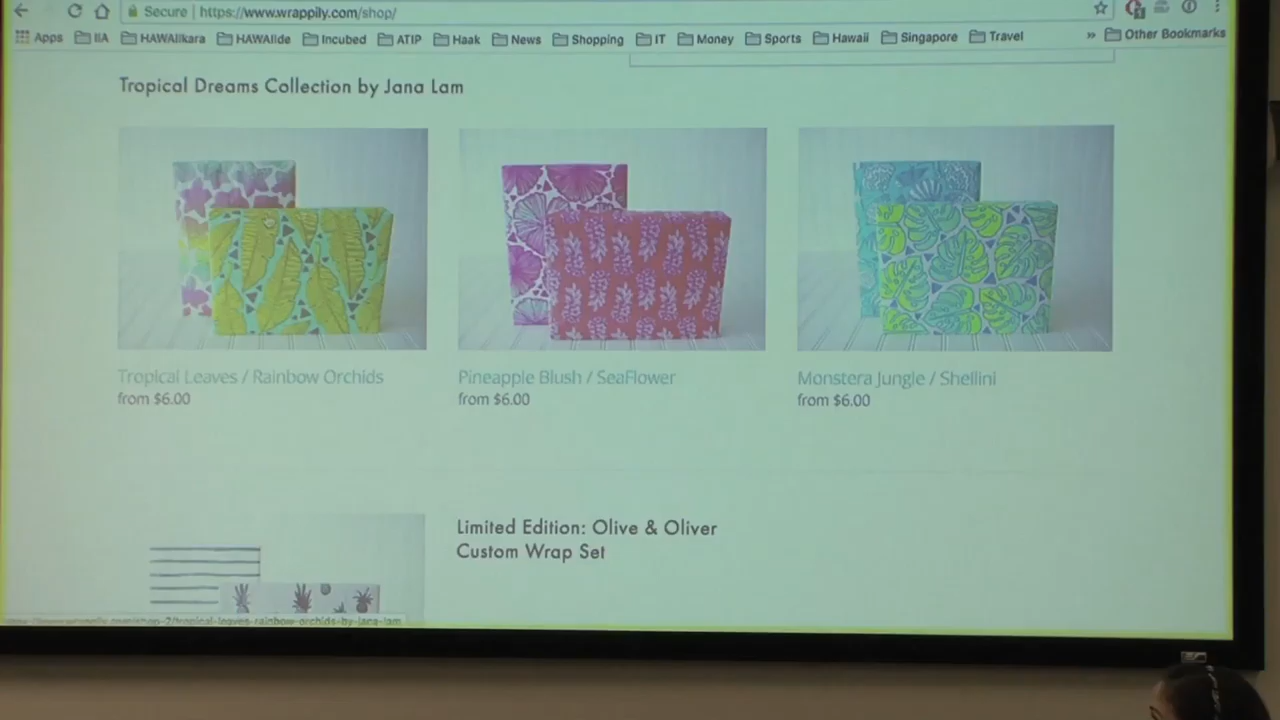 Secure https://www.wrappily.com/shop/
Apps IIA HAWAIIkara HAWAIIde Incubed ATIP Haak News Shopping IT Money Sports Hawaii Singapore Travel » Other Bookmarks
Tropical Dreams Collection by Jana Lam
Tropical Leaves / Rainbow Orchids
from $6.00
Pineapple Blush / SeaFlower
from $6.00
Monstera Jungle / Shellini
from $6.00
Limited Edition: Olive & Oliver
Custom Wrap Set